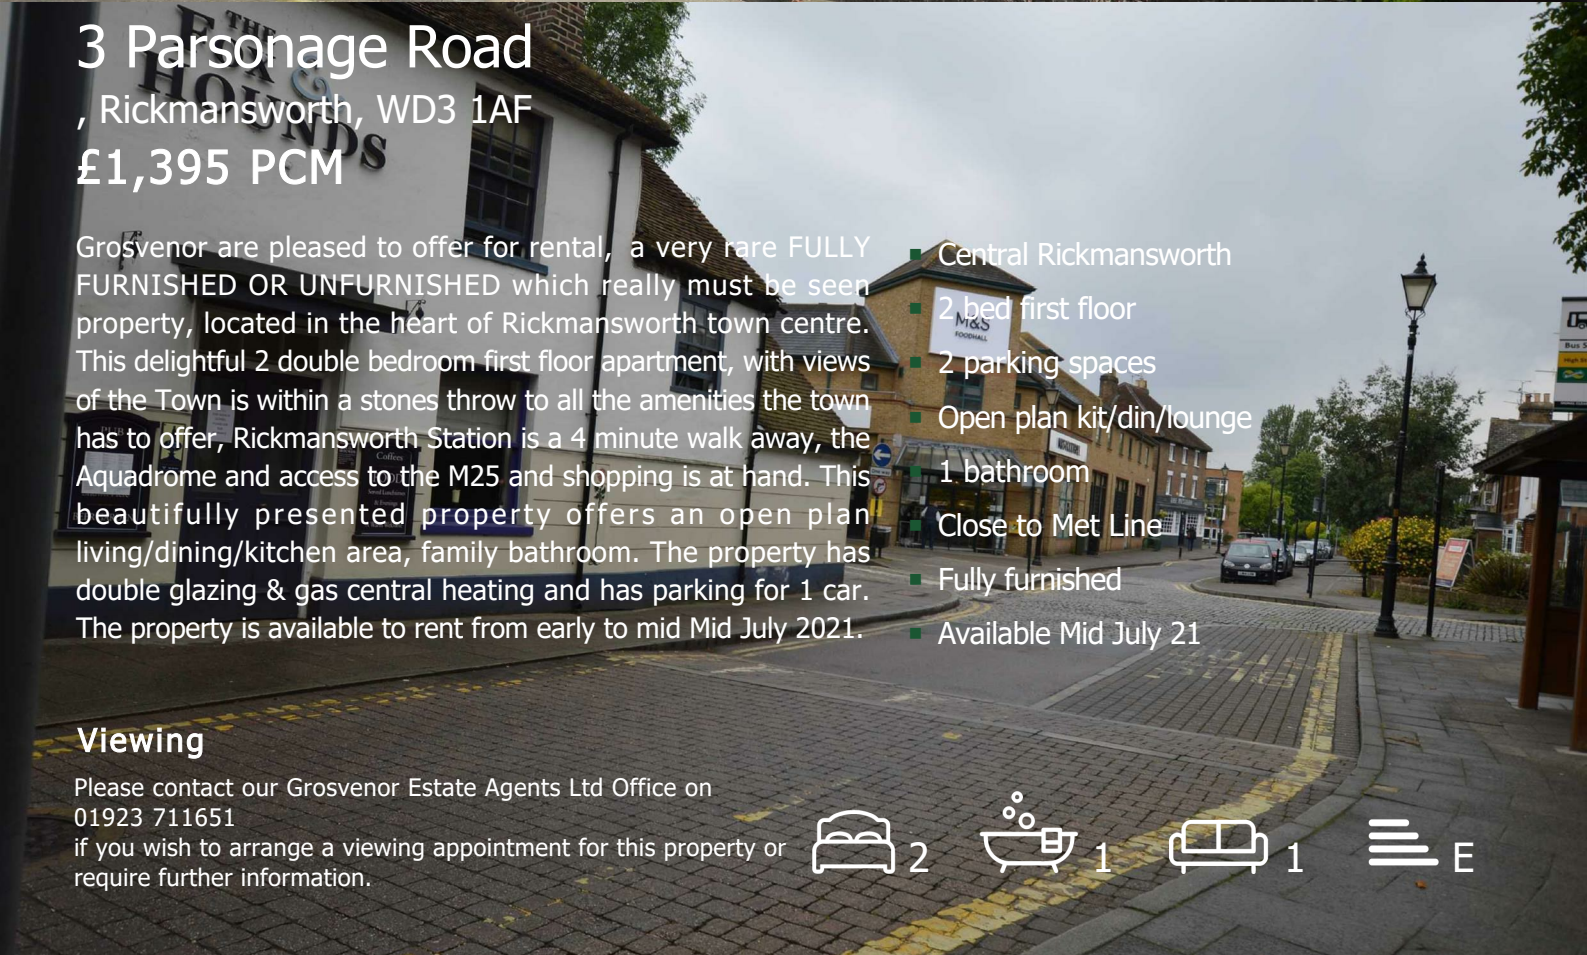 3 Parsonage Road
, Rickmansworth, WD3 1AF
£1,395 PCM
Grosvenor are pleased to offer for rental, a very rare FULLY
FURNISHED OR UNFURNISHED which really must be seen
property, located in the heart of Rickmansworth town centre.
This delightful 2 double bedroom first floor apartment, with views
of the Town is within a stones throw to all the amenities the town
has to offer, Rickmansworth Station is a 4 minute walk away, the
Aquadrome and access to the M25 and shopping is at hand. This
beautifully presented property offers an open plan
living/dining/kitchen area, family bathroom. The property has
double glazing & gas central heating and has parking for 1 car.
The property is available to rent from early to mid Mid July 2021.
Central Rickmansworth
2 bed first floor
2 parking spaces
Open plan kit/din/lounge
1 bathroom
Close to Met Line
Fully furnished
Available Mid July 21
Viewing
Please contact our Grosvenor Estate Agents Ltd Office on
01923 711651
if you wish to arrange a viewing appointment for this property or
require further information.
2
1
1
E
THE
FOX &
HOUNDS
M&S
FOODHALL
PUB
Coffees
FOOD
Bus S